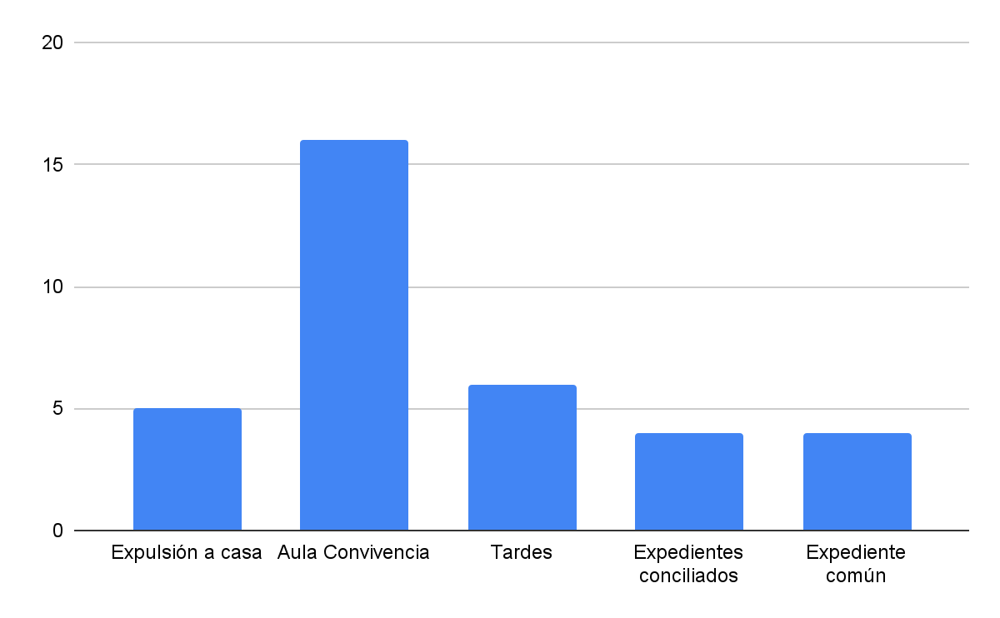 20
15
10
5
0
Expulsión a casa
Aula Convivencia
Tardes
Expedientes
conciliados
Expediente
común